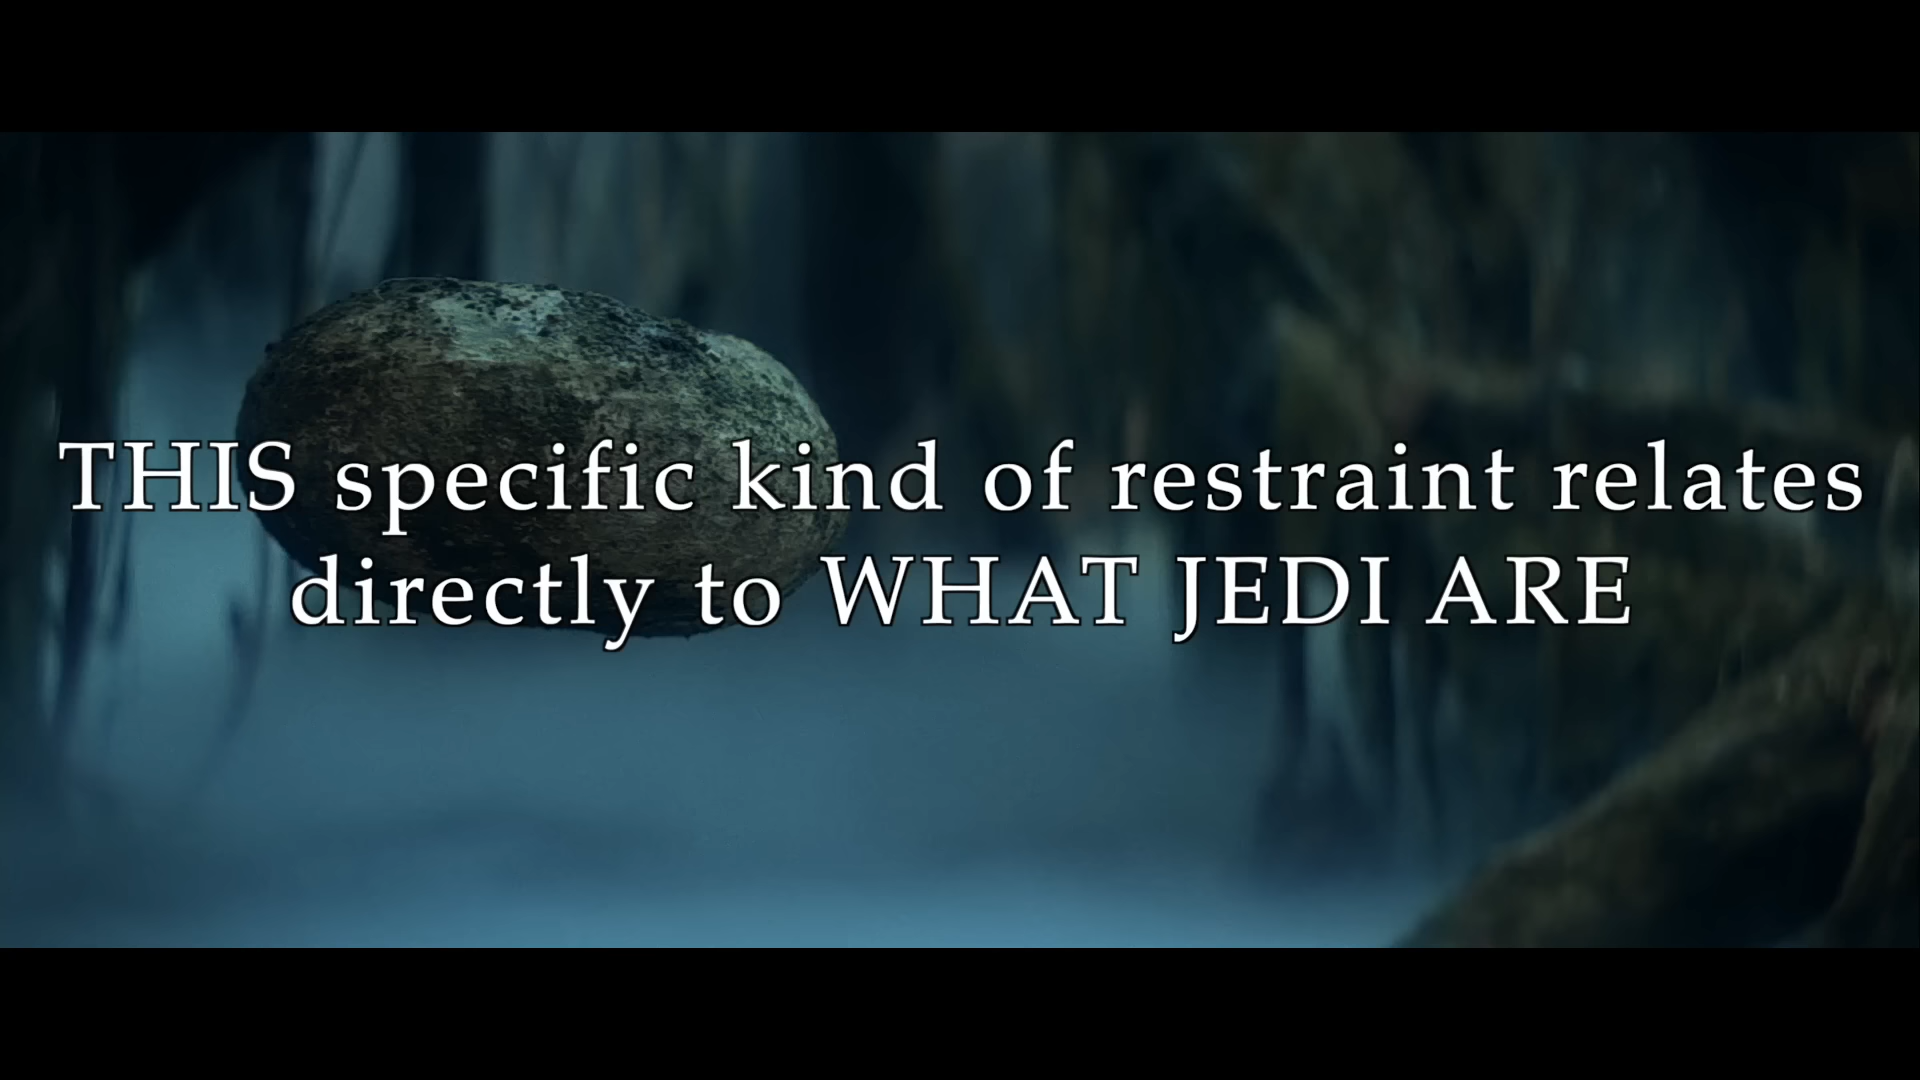 THIS specific kind of restraint relates
directly to WHAT JEDI ARE